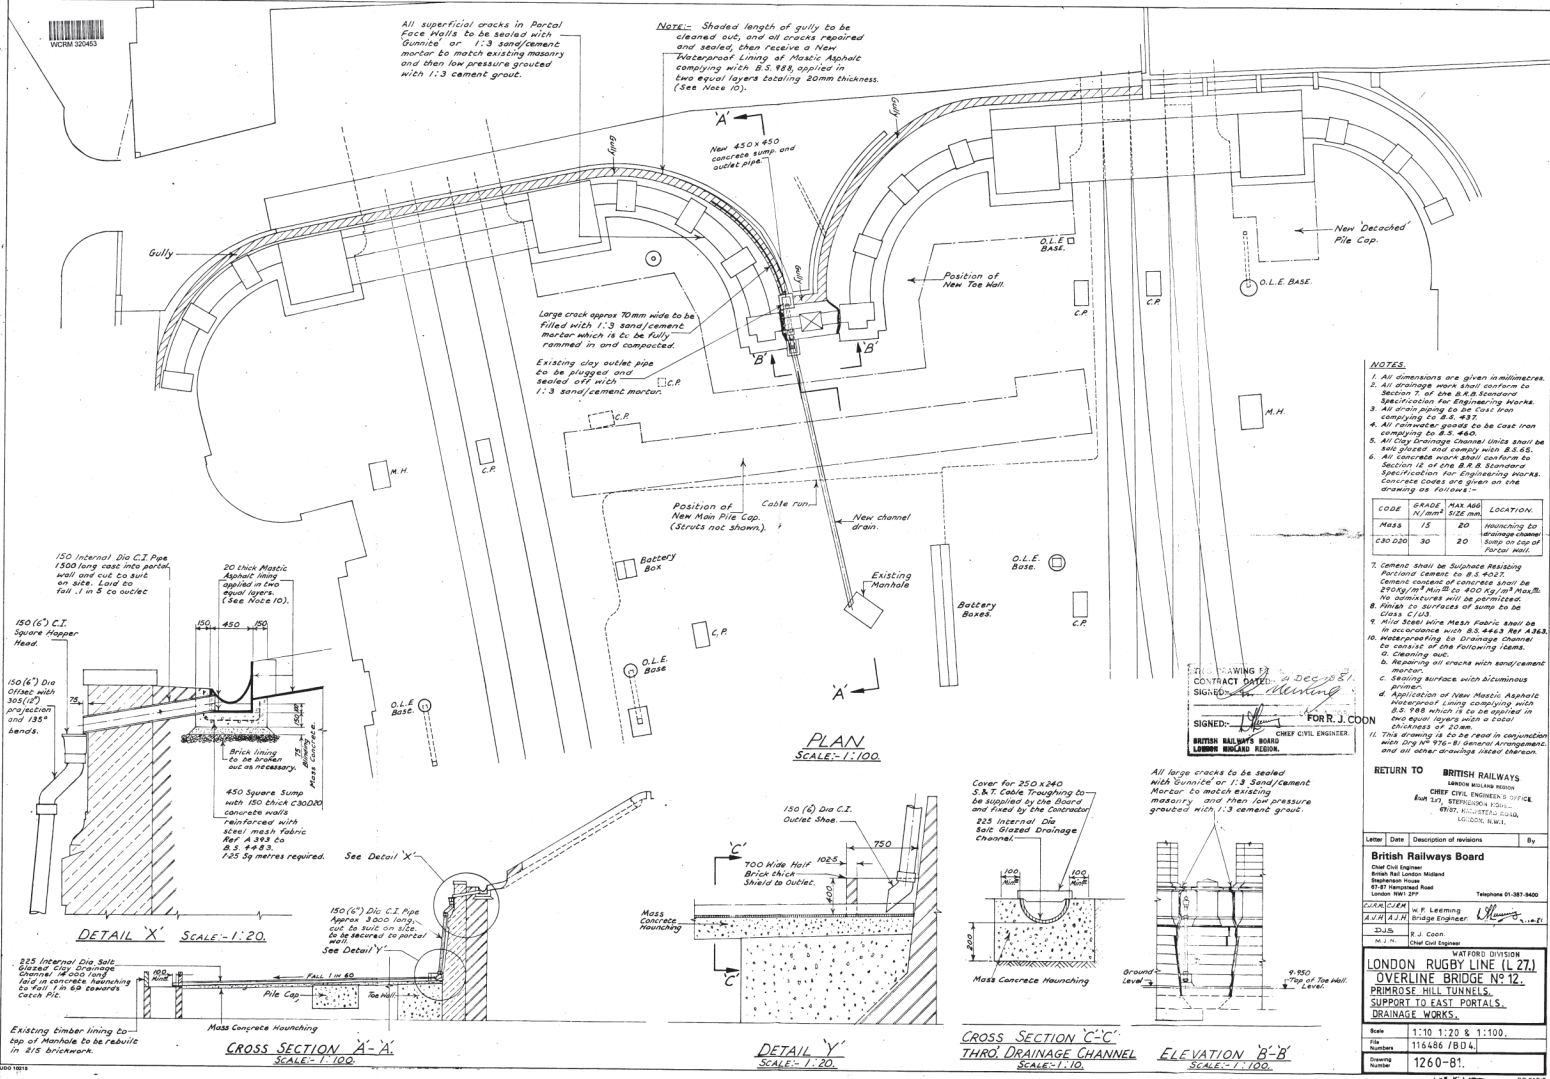 WCRM 320453
All superficial cracks in Portal
Face Walls to be sealed with
'Gunnite' or 1:3 sand/cement
mortar to match existing masonry
and then low pressure grouted
with 1:3 cement grout.
NOTE:- Shaded length of gully to be
cleaned out, and all cracks repaired
and sealed, then receive a New
Waterproof Lining of Mastic Asphalt
complying with B.S. 988, applied in
two equal layers totaling 20mm thickness.
(See Note 10).
'A'
New 450 x 450
concrete sump and
outlet pipe.
Gully
Gully
Gully
Gully
O.L.E
BASE.
New 'Detached'
Pile Cap.
O.L.E. BASE.
Position of
New Toe Wall.
C.P.
C.P.
Large crack approx 70mm wide to be
filled with 1:3 sand/cement
mortar which is to be fully
rammed in and compacted.
Existing clay outlet pipe
to be plugged and
sealed off with
1:3 sand/cement mortar.
'B'
'B'
C.P.
C.P.
M.H.
M.H.
C.P.
Position of
New Main Pile Cap.
(Struts not shown).
Cable run.
New channel
drain.
Battery
Box
Existing
Manhole
O.L.E.
Base.
Battery
Boxes.
C.P.
C.P.
O.L.E.
Base
O.L.E
Base.
'A'
PLAN
SCALE:- 1:100.
150 Internal Dia C.I. Pipe
1500 long cast into portal
wall and cut to suit
on site. Laid to
fall .1 in 5 to outlet
20 thick Mastic
Asphalt lining
applied in two
equal layers.
(See Note 10).
150 (6") C.I.
Square Hopper
Head.
150
450
150
150 (6") Dia
Offset with
305 (12")
projection
and 135°
bends.
75
75
Blinding
Mass Concrete.
Brick lining
to be broken
out as necessary.
450 Square Sump
with 150 thick C30D20
concrete walls
reinforced with
steel mesh fabric
Ref A 393 to
B.S. 4483.
1·25 Sq metres required.
DETAIL 'X' SCALE:- 1:20.
See Detail 'X'
150 (6") Dia C.I. Pipe
Approx 3000 long,
cut to suit on site.
to be secured to portal
wall.
See Detail 'Y'
225 Internal Dia Salt
Glazed Clay Drainage
Channel 14 000 long
laid in concrete haunching
to fall 1 in 60 towards
Catch Pit.
100
Min
FALL 1 IN 60
Pile Cap
Toe Wall
Mass Concrete Haunching
Existing timber lining to
top of Manhole to be rebuilt
in 215 brickwork.
CROSS SECTION 'A'-'A'.
SCALE:- 1:100.
150 (6) Dia C.I.
Outlet Shoe.
750
'C'
700 Wide Half
Brick thick
Shield to Outlet.
102·5
400
Mass
Concrete
Haunching
'C'
DETAIL 'Y'
SCALE:- 1:20.
Cover for 250 x 240
S.& T. Cable Troughing to
be supplied by the Board
and fixed by the Contractor
225 Internal Dia
Salt Glazed Drainage
Channel.
100
Min
100
Min
200
Mass Concrete Haunching
CROSS SECTION 'C'-'C'
THRO' DRAINAGE CHANNEL
SCALE:- 1:10.
All large cracks to be sealed
with 'Gunnite' or 1:3 Sand/Cement
Mortar to match existing
masonry and then low pressure
grouted with 1:3 cement grout.
Ground
Level
9·950
Top of Toe Wall.
Level.
ELEVATION 'B'-'B'
SCALE:- 1:100.
CONTRACT DATED:- 4 Dec 1981.
SIGNED:-
SIGNED:-
FOR R. J. COON
CHIEF CIVIL ENGINEER.
BRITISH RAILWAYS BOARD
LONDON MIDLAND REGION.
NOTES.
1. All dimensions are given in millimetres.
2. All drainage work shall conform to
Section 7. of the B.R.B. Standard
Specification for Engineering Works.
3. All drain piping to be Cast Iron
complying to B.S. 437.
4. All rainwater goods to be Cast Iron
complying to B.S. 460.
5. All Clay Drainage Channel Units shall be
salt glazed and comply with B.S. 65.
6. All concrete work shall conform to
Section 12 of the B.R.B. Standard
Specification for Engineering Works.
Concrete Codes are given on the
drawing as follows:-
CODE GRADE N/mm² MAX. AGG SIZE mm. LOCATION.
Mass 15 20 Haunching to drainage channel
C30 D20 30 20 Sump on top of Portal Wall.
7. Cement shall be Sulphate Resisting
Portland Cement to B.S. 4027.
Cement content of concrete shall be
290Kg/m³ Min to 400 Kg/m³ Max
No admixtures will be permitted.
8. Finish to surfaces of sump to be
Class C/U3.
9. Mild Steel Wire Mesh Fabric shall be
in accordance with B.S. 4463 Ref A363.
10. Waterproofing to Drainage Channel
to consist of the following items.
a. Cleaning out.
b. Repairing all cracks with sand/cement
mortar.
c. Sealing surface with bituminous
primer.
d. Application of New Mastic Asphalt
Waterproof Lining complying with
B.S. 988 which is to be applied in
two equal layers with a total
thickness of 20mm.
11. This drawing is to be read in conjunction
with Drg Nº 976-81 General Arrangement.
and all other drawings listed thereon.
RETURN TO BRITISH RAILWAYS
LONDON MIDLAND REGION
CHIEF CIVIL ENGINEER'S OFFICE,
STEPHENSON HOUSE
67/87, HAMPSTEAD ROAD,
LONDON. N.W.1.
Letter Date Description of revisions By
British Railways Board
Chief Civil Engineer
British Rail London Midland
Stephenson House
67-87 Hampstead Road
London NW1 2PP Telephone 01-387-9400
A.J.H A.J.H
W. F. Leeming
Bridge Engineer
DJS
R. J. Coon.
Chief Civil Engineer
WATFORD DIVISION
LONDON RUGBY LINE (L 27.)
OVERLINE BRIDGE Nº 12.
PRIMROSE HILL TUNNELS.
SUPPORT TO EAST PORTALS.
DRAINAGE WORKS.
Scale 1:10 1:20 & 1:100.
File Numbers 116486 /BD4.
Drawing Number 1260-81.
UDO 10215